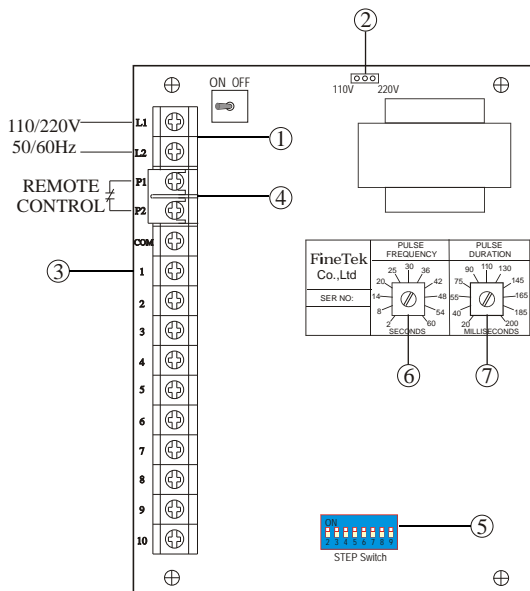 ②
ON OFF
110V 220V
110/220V
50/60Hz
L1
L2
①
REMOTE
CONTROL
P1
P2
④
COM
③
1
2
3
4
5
6
7
8
9
10
FineTek
Co.,Ltd
SER NO:
PULSE
FREQUENCY
2 8 14 20 25 30 36 42 48 54 60
SECONDS
PULSE
DURATION
20 40 55 75 90 110 130 145 165 185 200
MILLISECONDS
⑥
⑦
ON
2 3 4 5 6 7 8 9
STEP Switch
⑤